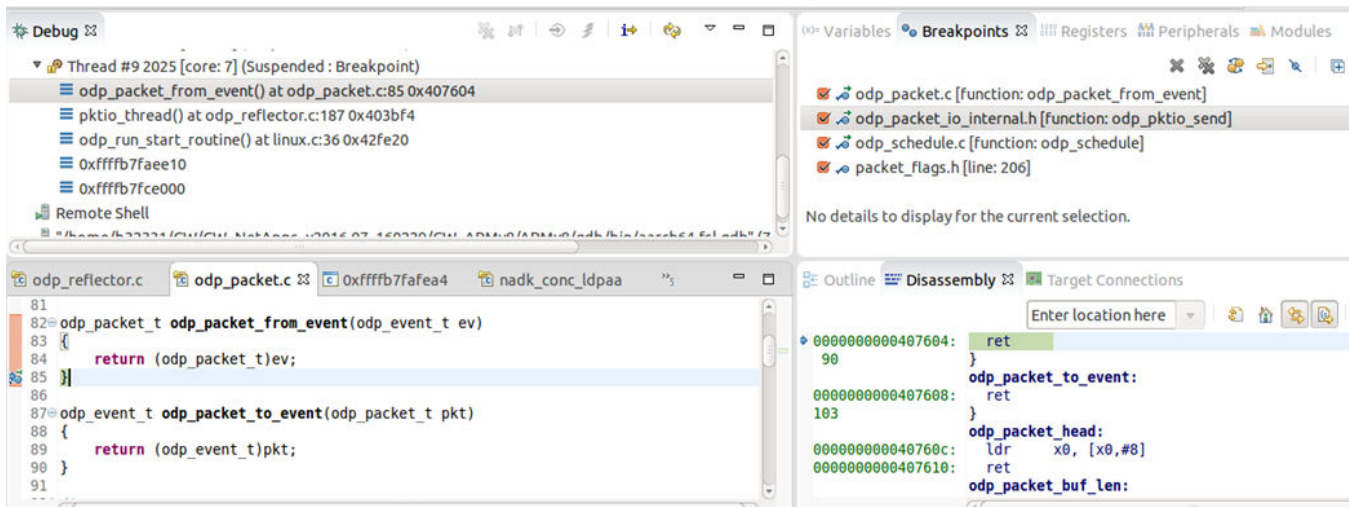 Debug
Thread #9 2025 [core: 7] (Suspended : Breakpoint)
odp_packet_from_event() at odp_packet.c:85 0x407604
pktio_thread() at odp_reflector.c:187 0x403bf4
odp_run_start_routine() at linux.c:36 0x42fe20
0xffffb7faee10
0xffffb7fce000
Remote Shell
(x)= Variables Breakpoints Registers Peripherals Modules
odp_packet.c [function: odp_packet_from_event]
odp_packet_io_internal.h [function: odp_pktio_send]
odp_schedule.c [function: odp_schedule]
packet_flags.h [line: 206]
No details to display for the current selection.
odp_reflector.c odp_packet.c 0xffffb7fafea4 nadk_conc_ldpaa »5
81
82 odp_packet_t odp_packet_from_event(odp_event_t ev)
83 {
84 return (odp_packet_t)ev;
85 }
86
87 odp_event_t odp_packet_to_event(odp_packet_t pkt)
88 {
89 return (odp_event_t)pkt;
90 }
91
Outline Disassembly Target Connections
Enter location here
0000000000407604: ret
90 }
odp_packet_to_event:
0000000000407608: ret
103 }
odp_packet_head:
000000000040760c: ldr x0, [x0,#8]
0000000000407610: ret
odp_packet_buf_len: